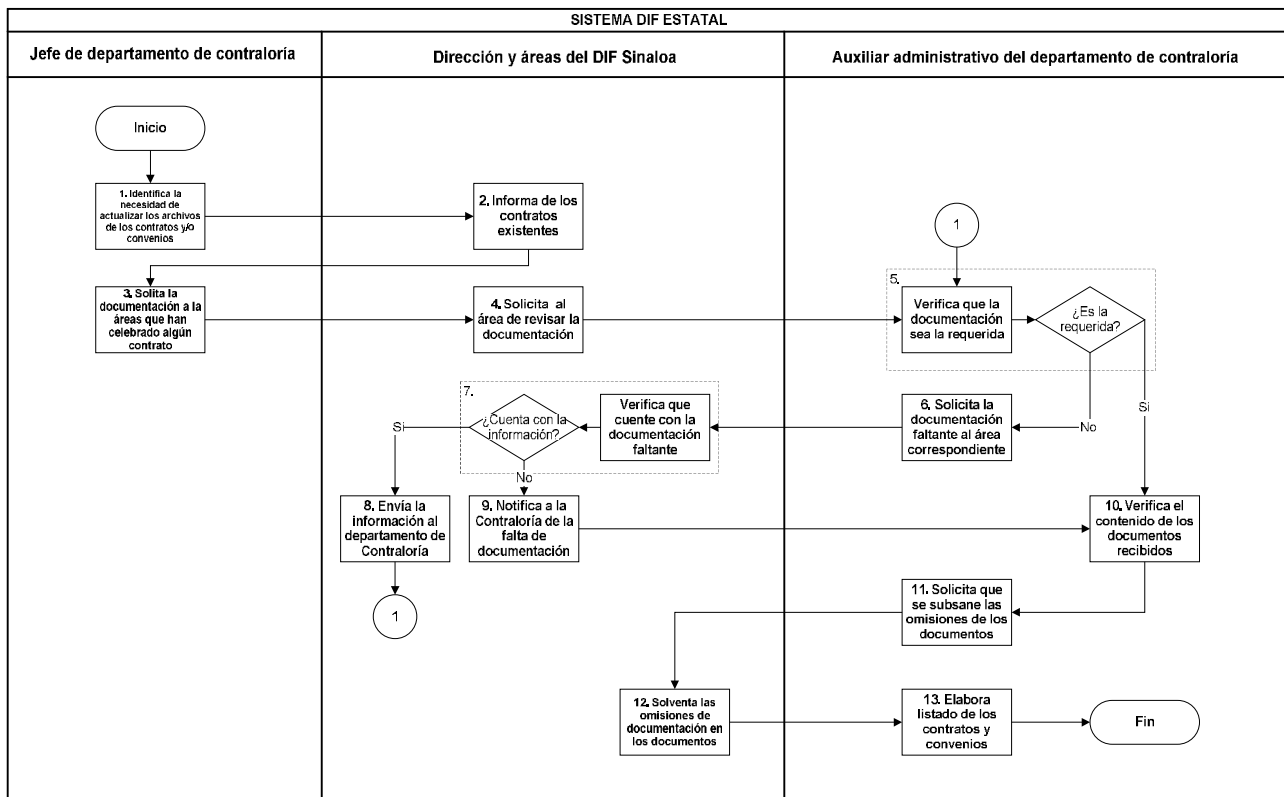 SISTEMA DIF ESTATAL
Jefe de departamento de contraloría
Dirección y áreas del DIF Sinaloa
Auxiliar administrativo del departamento de contraloría
Inicio
1. Identifica la
necesidad de
actualizar los archivos
de los contratos y/o
convenios
2. Informa de los
contratos
existentes
1
3. Solita la
documentación a la
áreas que han
celebrado algún
contrato
4. Solicita al
área de revisar la
documentación
5.
Verifica que la
documentación
sea la requerida
¿Es la
requerida?
Si
No
6. Solicita la
documentación
faltante al área
correspondiente
7.
Verifica que
cuente con la
documentación
faltante
¿Cuenta con la
información?
Si
No
8. Envía la
información al
departamento de
Contraloría
9. Notifica a la
Contraloría de la
falta de
documentación
10. Verifica el
contenido de los
documentos
recibidos
1
11. Solicita que
se subsane las
omisiones de los
documentos
12. Solventa las
omisiones de
documentación en
los documentos
13. Elabora
listado de los
contratos y
convenios
Fin